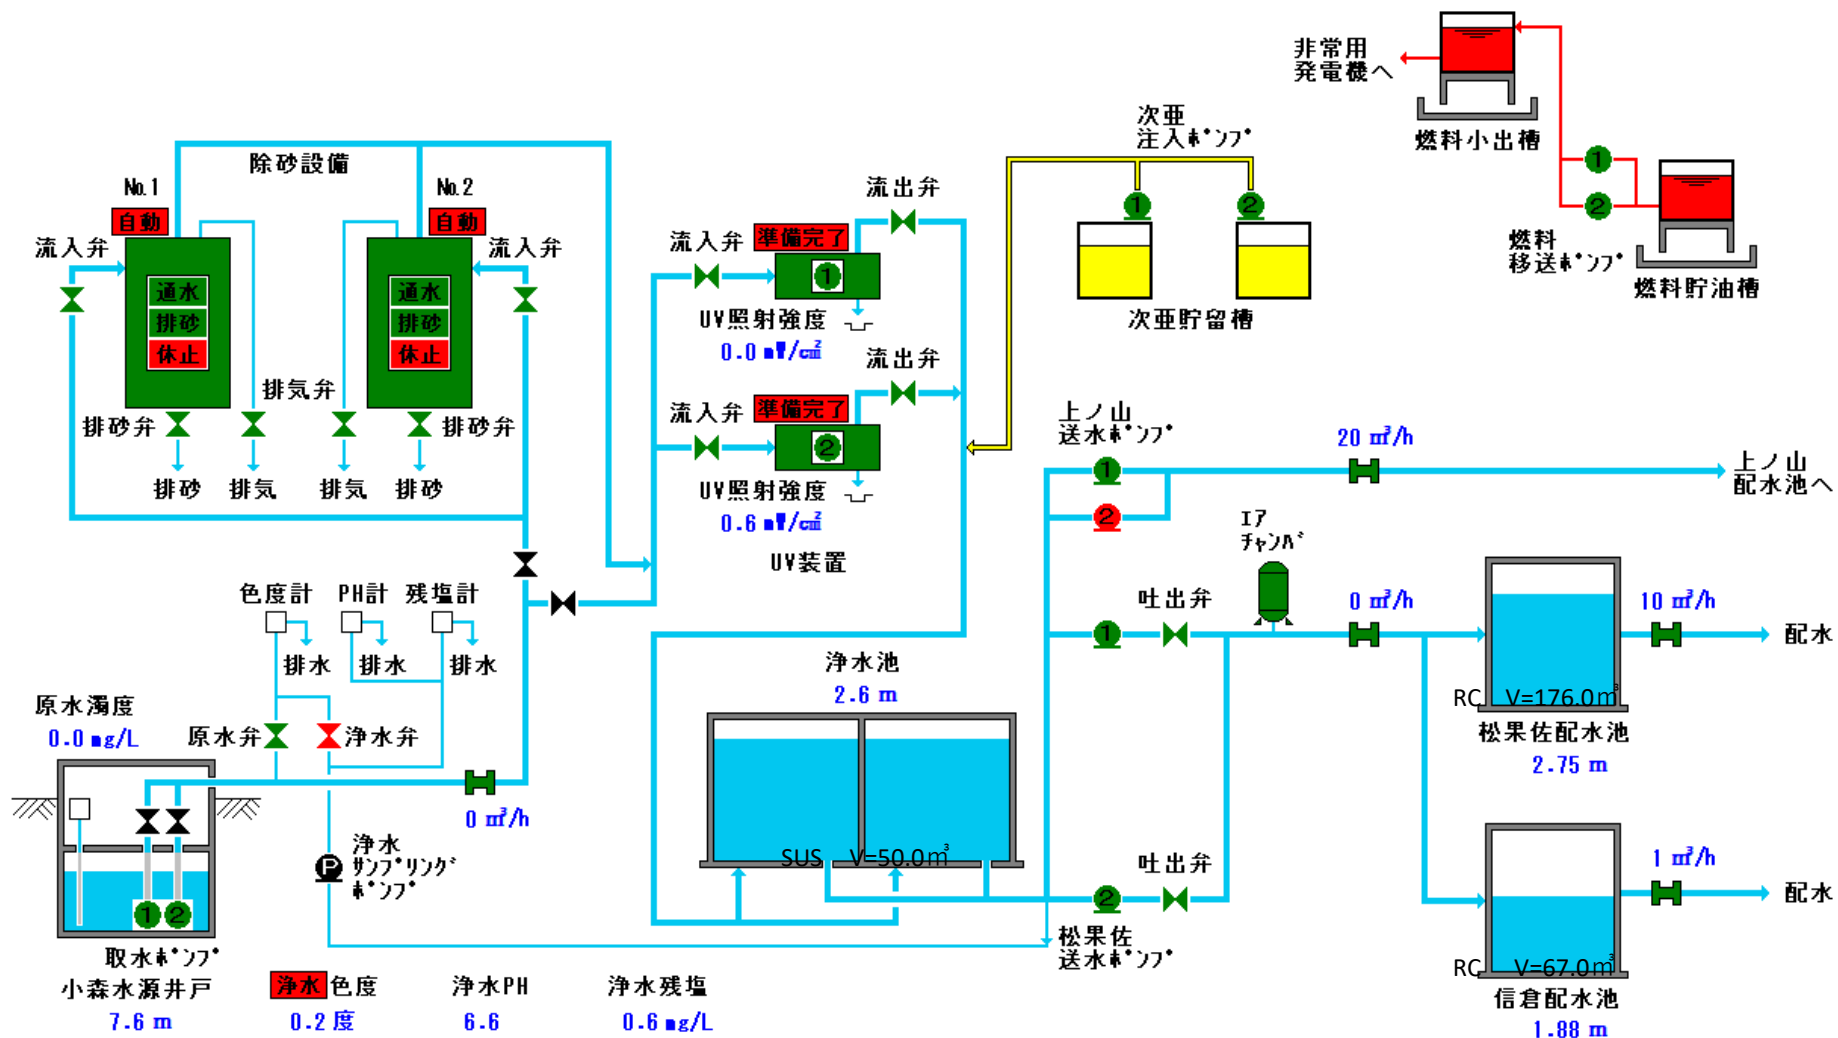 非常用
発電機へ
燃料小出槽
次亜
注入ﾎﾟﾝﾌﾟ
除砂設備
No.1
No.2
自動
自動
流入弁
流入弁
通水
排砂
休止
通水
排砂
休止
排気弁
排砂弁
排砂弁
排砂
排気
排気
排砂
流入弁
準備完了
流出弁
1
UV照射強度
0.0 mW/c㎡
流出弁
流入弁
準備完了
2
UV照射強度
0.6 mW/c㎡
UV装置
1
2
次亜貯留槽
1
2
燃料
移送ﾎﾟﾝﾌﾟ
燃料貯油槽
上ノ山
送水ﾎﾟﾝﾌﾟ
1
2
20 m³/h
上ノ山
配水池へ
ｴｱ
ﾁｬﾝﾊﾞ
吐出弁
1
0 m³/h
10 m³/h
配水
RC V=176.0m³
松果佐配水池
2.75 m
色度計
PH計
残塩計
排水
排水
排水
原水濁度
0.0 mg/L
原水弁
浄水弁
0 m³/h
浄水
ｻﾝﾌﾟﾘﾝｸﾞ
ﾎﾟﾝﾌﾟ
P
浄水池
2.6 m
SUS V=50.0m³
吐出弁
2
松果佐
送水ﾎﾟﾝﾌﾟ
1 m³/h
配水
RC V=67.0m³
信倉配水池
1.88 m
1
2
取水ﾎﾟﾝﾌﾟ
小森水源井戸
7.6 m
浄水 色度
0.2 度
浄水PH
6.6
浄水残塩
0.6 mg/L